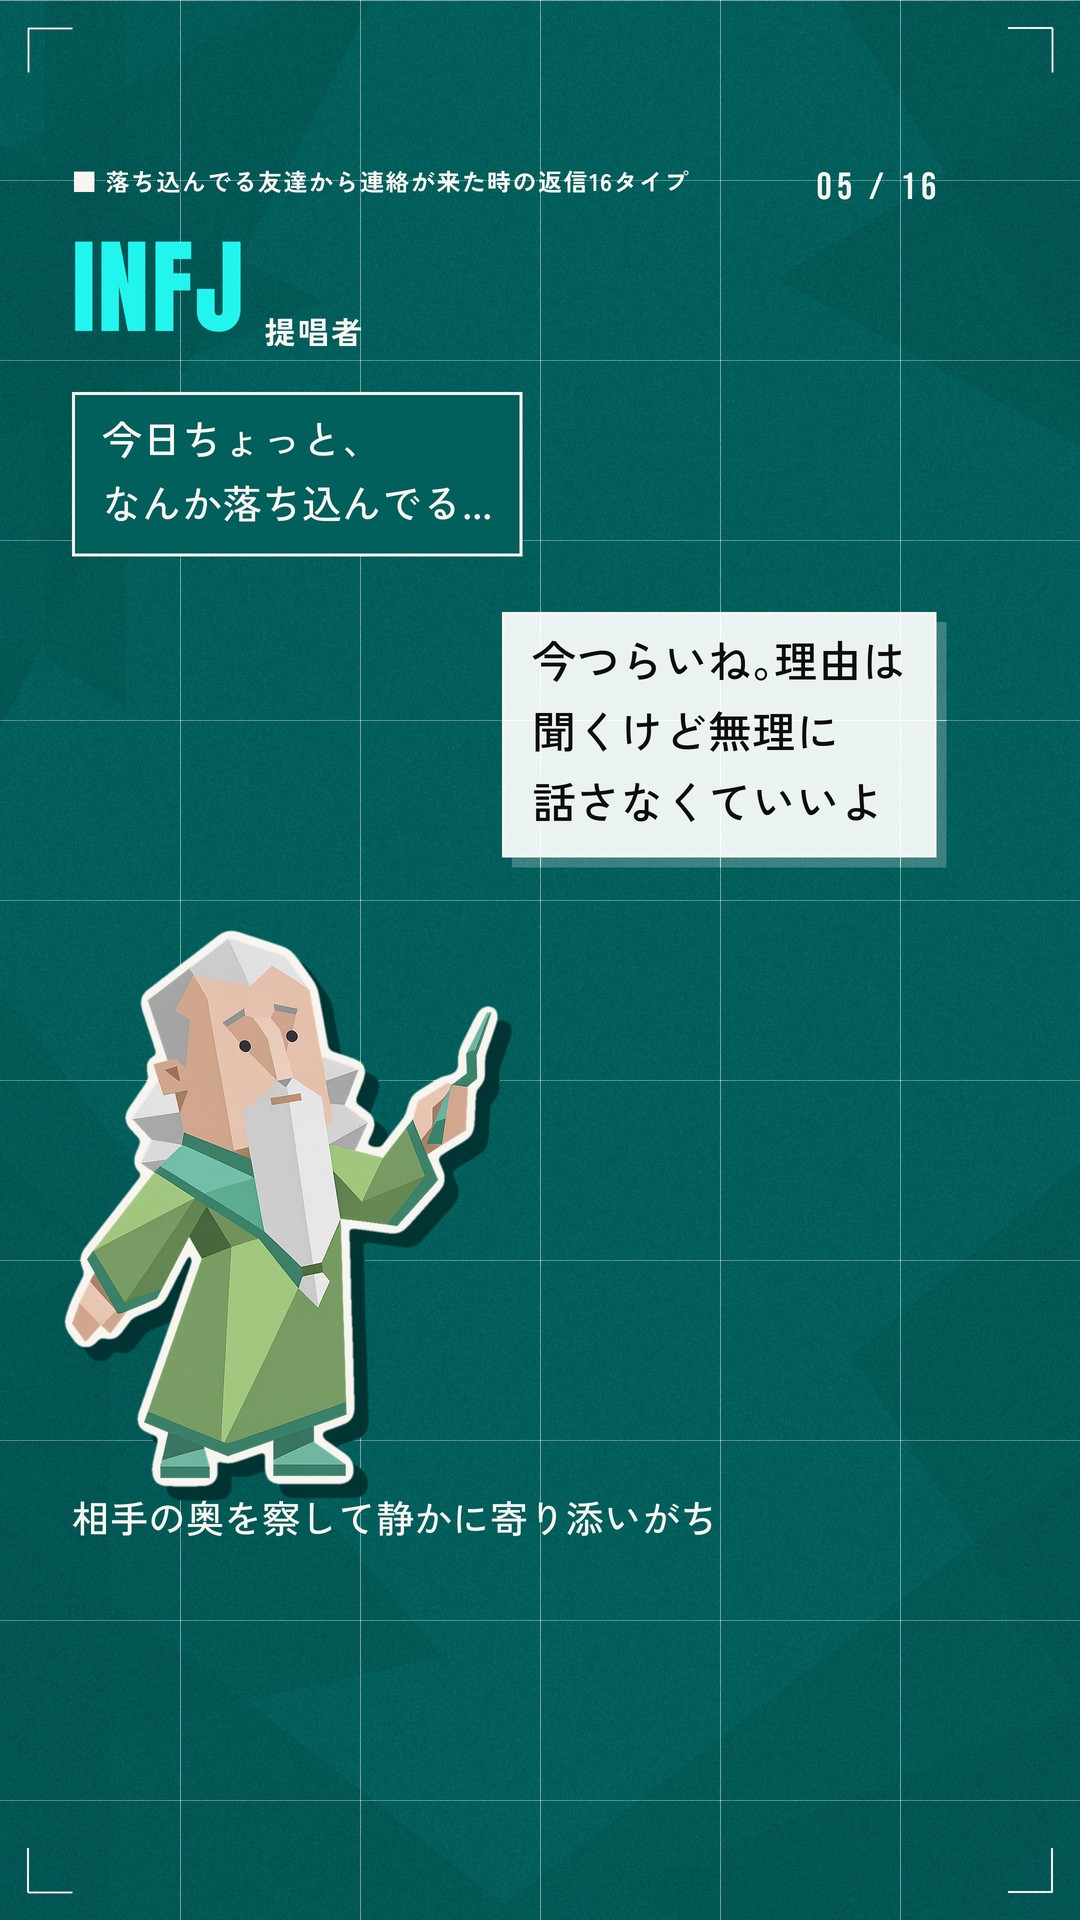 ■ 落ち込んでる友達から連絡が来た時の返信16タイプ
05 / 16
INFJ 提唱者
今日ちょっと、
なんか落ち込んでる...
今つらいね。理由は
聞くけど無理に
話さなくていいよ
相手の奥を察して静かに寄り添いがち